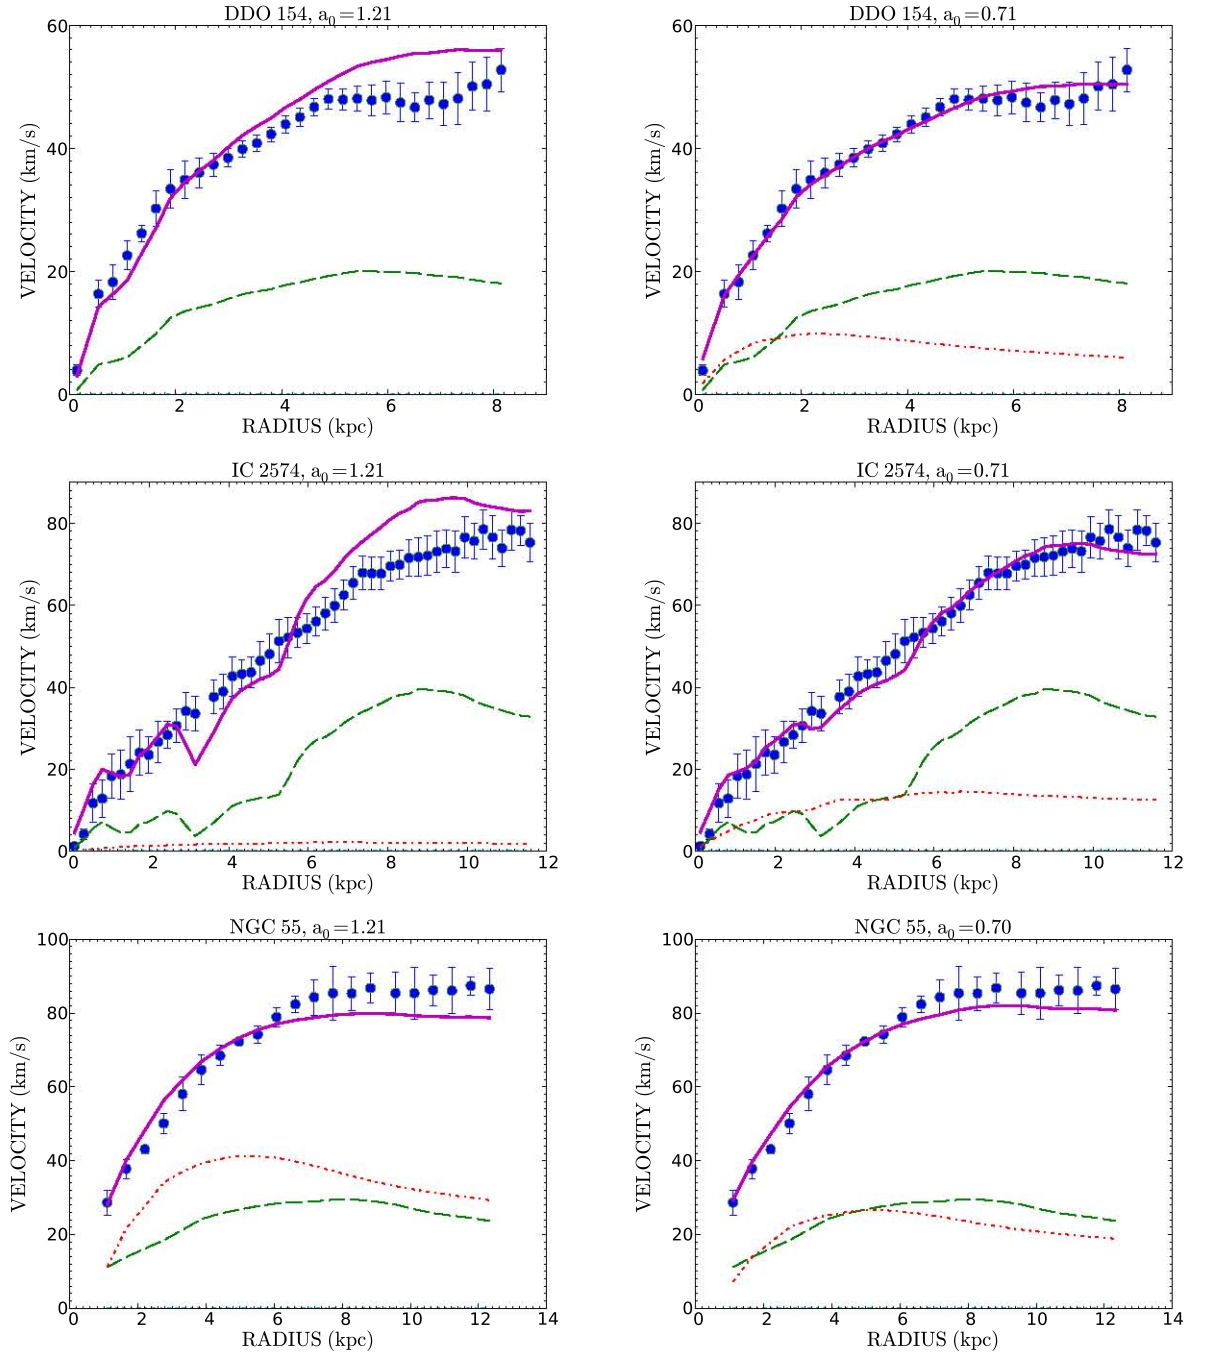 DDO 154, a0=1.21
60
40
20
0
VELOCITY (km/s)
0 2 4 6 8
RADIUS (kpc)
DDO 154, a0=0.71
60
40
20
0
VELOCITY (km/s)
0 2 4 6 8
RADIUS (kpc)
IC 2574, a0=1.21
80
60
40
20
0
VELOCITY (km/s)
0 2 4 6 8 10 12
RADIUS (kpc)
IC 2574, a0=0.71
80
60
40
20
0
VELOCITY (km/s)
0 2 4 6 8 10 12
RADIUS (kpc)
NGC 55, a0=1.21
100
80
60
40
20
0
VELOCITY (km/s)
0 2 4 6 8 10 12 14
RADIUS (kpc)
NGC 55, a0=0.70
100
80
60
40
20
0
VELOCITY (km/s)
0 2 4 6 8 10 12 14
RADIUS (kpc)